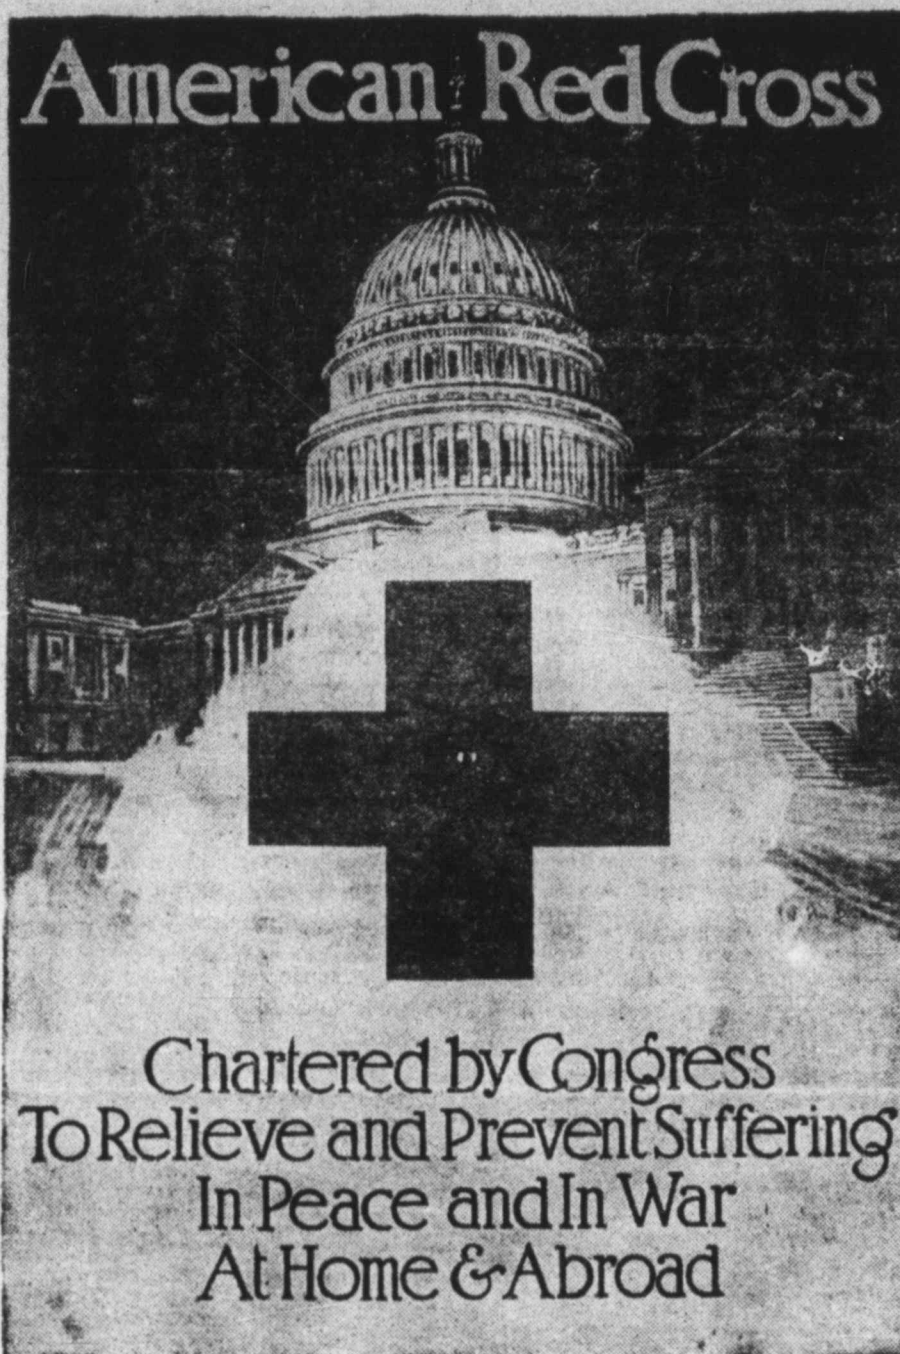 American Red Cross
Chartered by Congress
To Relieve and Prevent Suffering
In Peace and In War
At Home & Abroad